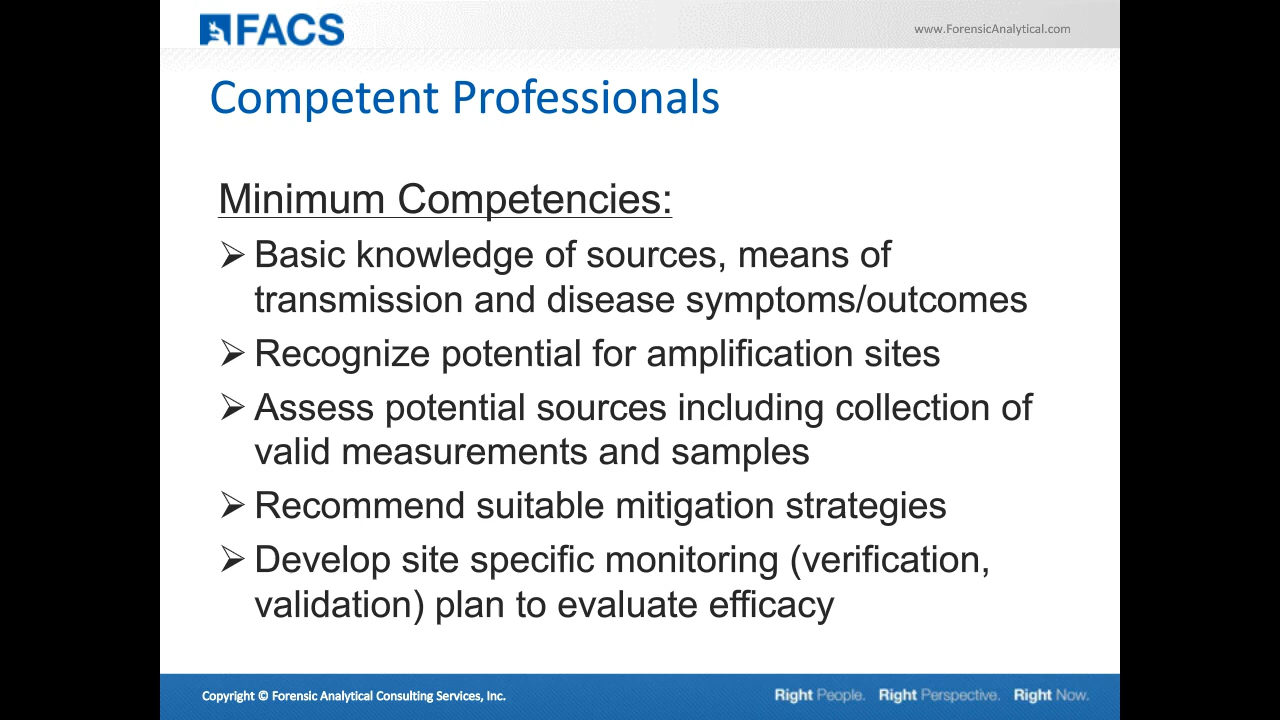 FACS
www.ForensicAnalytical.com
Competent Professionals
Minimum Competencies:
➢ Basic knowledge of sources, means of
transmission and disease symptoms/outcomes
➢ Recognize potential for amplification sites
➢ Assess potential sources including collection of
valid measurements and samples
➢ Recommend suitable mitigation strategies
➢ Develop site specific monitoring (verification,
validation) plan to evaluate efficacy
Copyright © Forensic Analytical Consulting Services, Inc.
Right People. Right Perspective. Right Now.